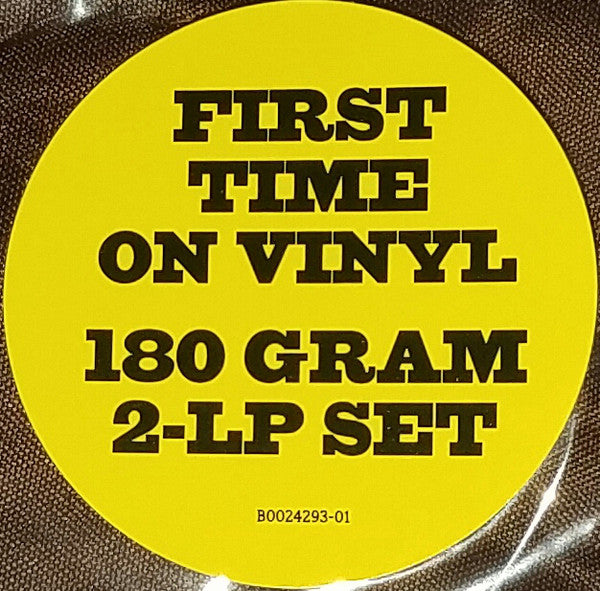 FIRST
TIME
ON VINYL
180 GRAM
2-LP SET
B0024293-01